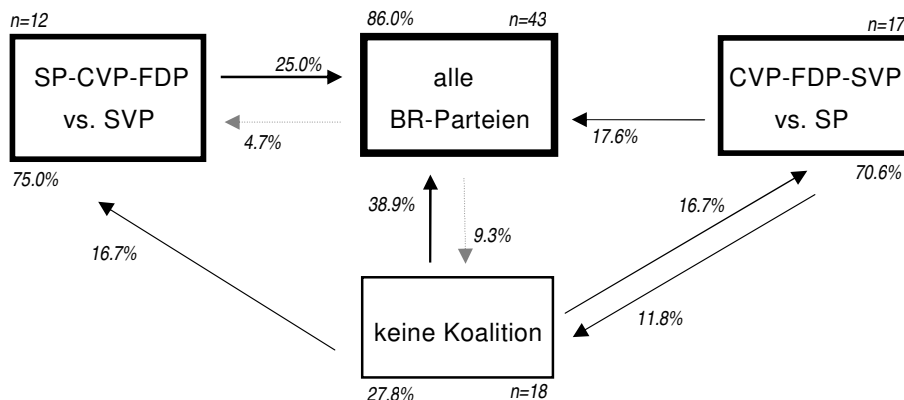 n=12
86.0%
n=43
n=17
SP-CVP-FDP
vs. SVP
25.0%
4.7%
alle
BR-Parteien
17.6%
CVP-FDP-SVP
vs. SP
75.0%
70.6%
38.9%
9.3%
16.7%
16.7%
11.8%
keine Koalition
27.8%
n=18